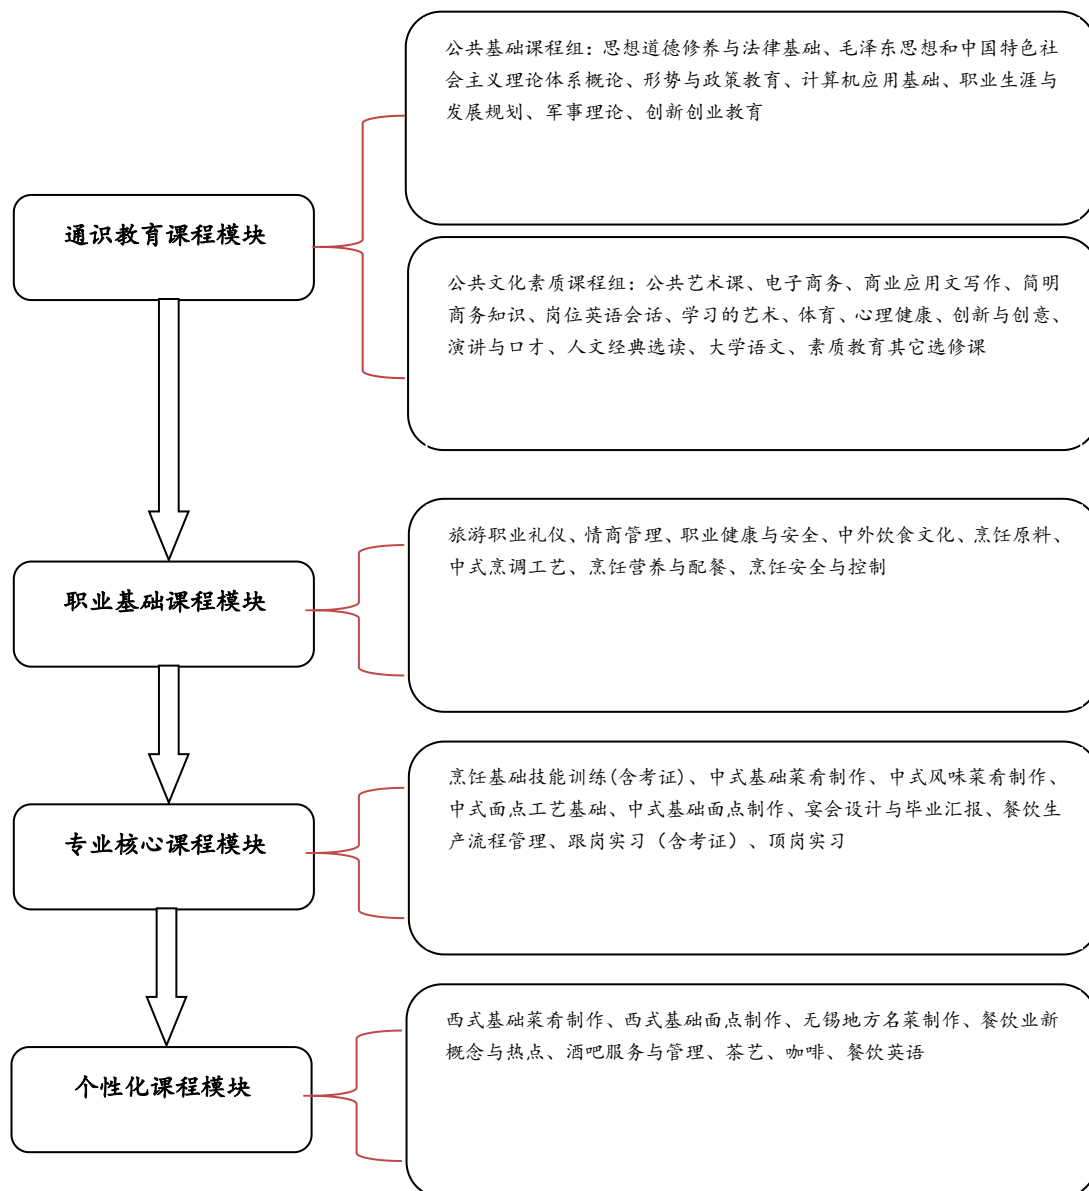 公共基础课程组：思想道德修养与法律基础、毛泽东思想和中国特色社
会主义理论体系概论、形势与政策教育、计算机应用基础、职业生涯与
发展规划、军事理论、创新创业教育
通识教育课程模块
公共文化素质课程组：公共艺术课、电子商务、商业应用文写作、简明
商务知识、岗位英语会话、学习的艺术、体育、心理健康、创新与创意、
演讲与口才、人文经典选读、大学语文、素质教育其它选修课
旅游职业礼仪、情商管理、职业健康与安全、中外饮食文化、烹饪原料、
中式烹调工艺、烹饪营养与配餐、烹饪安全与控制
职业基础课程模块
烹饪基础技能训练(含考证)、中式基础菜肴制作、中式风味菜肴制作、
中式面点工艺基础、中式基础面点制作、宴会设计与毕业汇报、餐饮生
产流程管理、跟岗实习（含考证）、顶岗实习
专业核心课程模块
西式基础菜肴制作、西式基础面点制作、无锡地方名菜制作、餐饮业新
概念与热点、酒吧服务与管理、茶艺、咖啡、餐饮英语
个性化课程模块